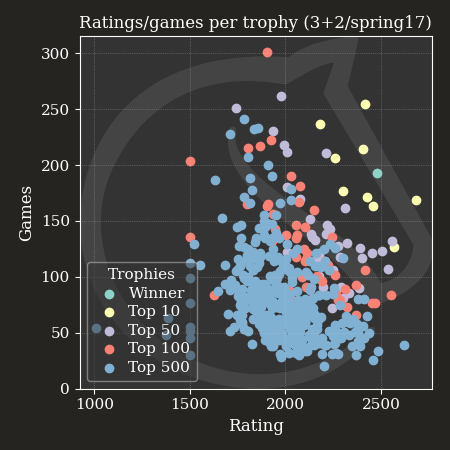 Ratings/games per trophy (3+2/spring17)
300
250
200
150
100
50
0
Games
Trophies
Winner
Top 10
Top 50
Top 100
Top 500
1000 1500 2000 2500
Rating